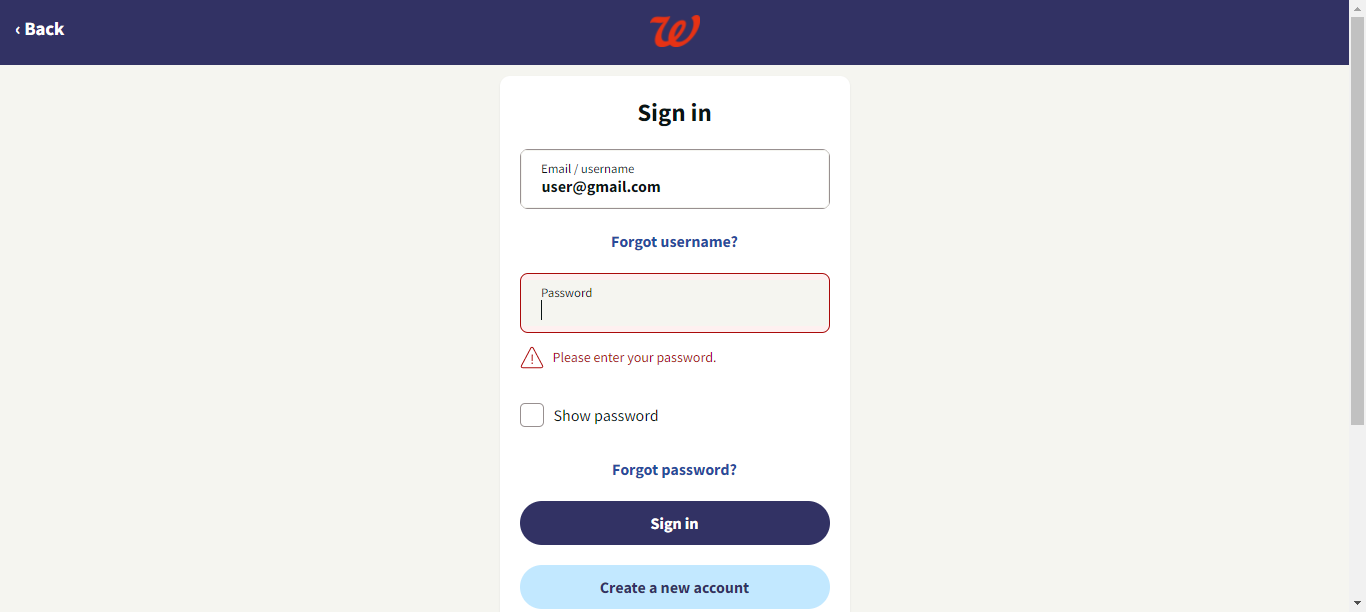 ‹ Back
Sign in
Email / username
user@gmail.com
Forgot username?
Password
Please enter your password.
Show password
Forgot password?
Sign in
Create a new account